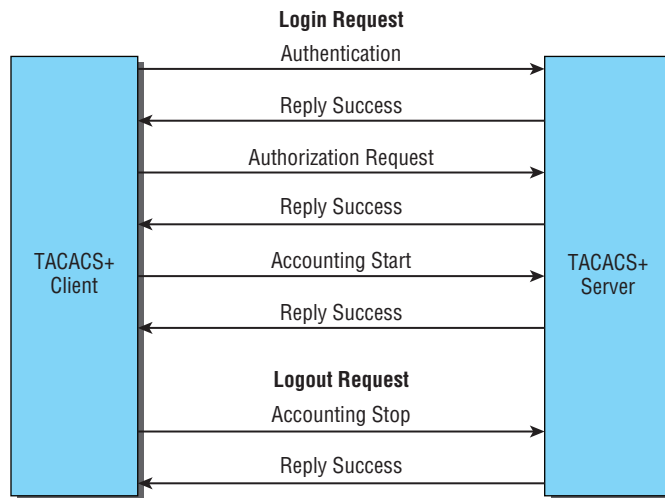 Login Request
Authentication
Reply Success
Authorization Request
Reply Success
TACACS+
Client
Accounting Start
TACACS+
Server
Reply Success
Logout Request
Accounting Stop
Reply Success